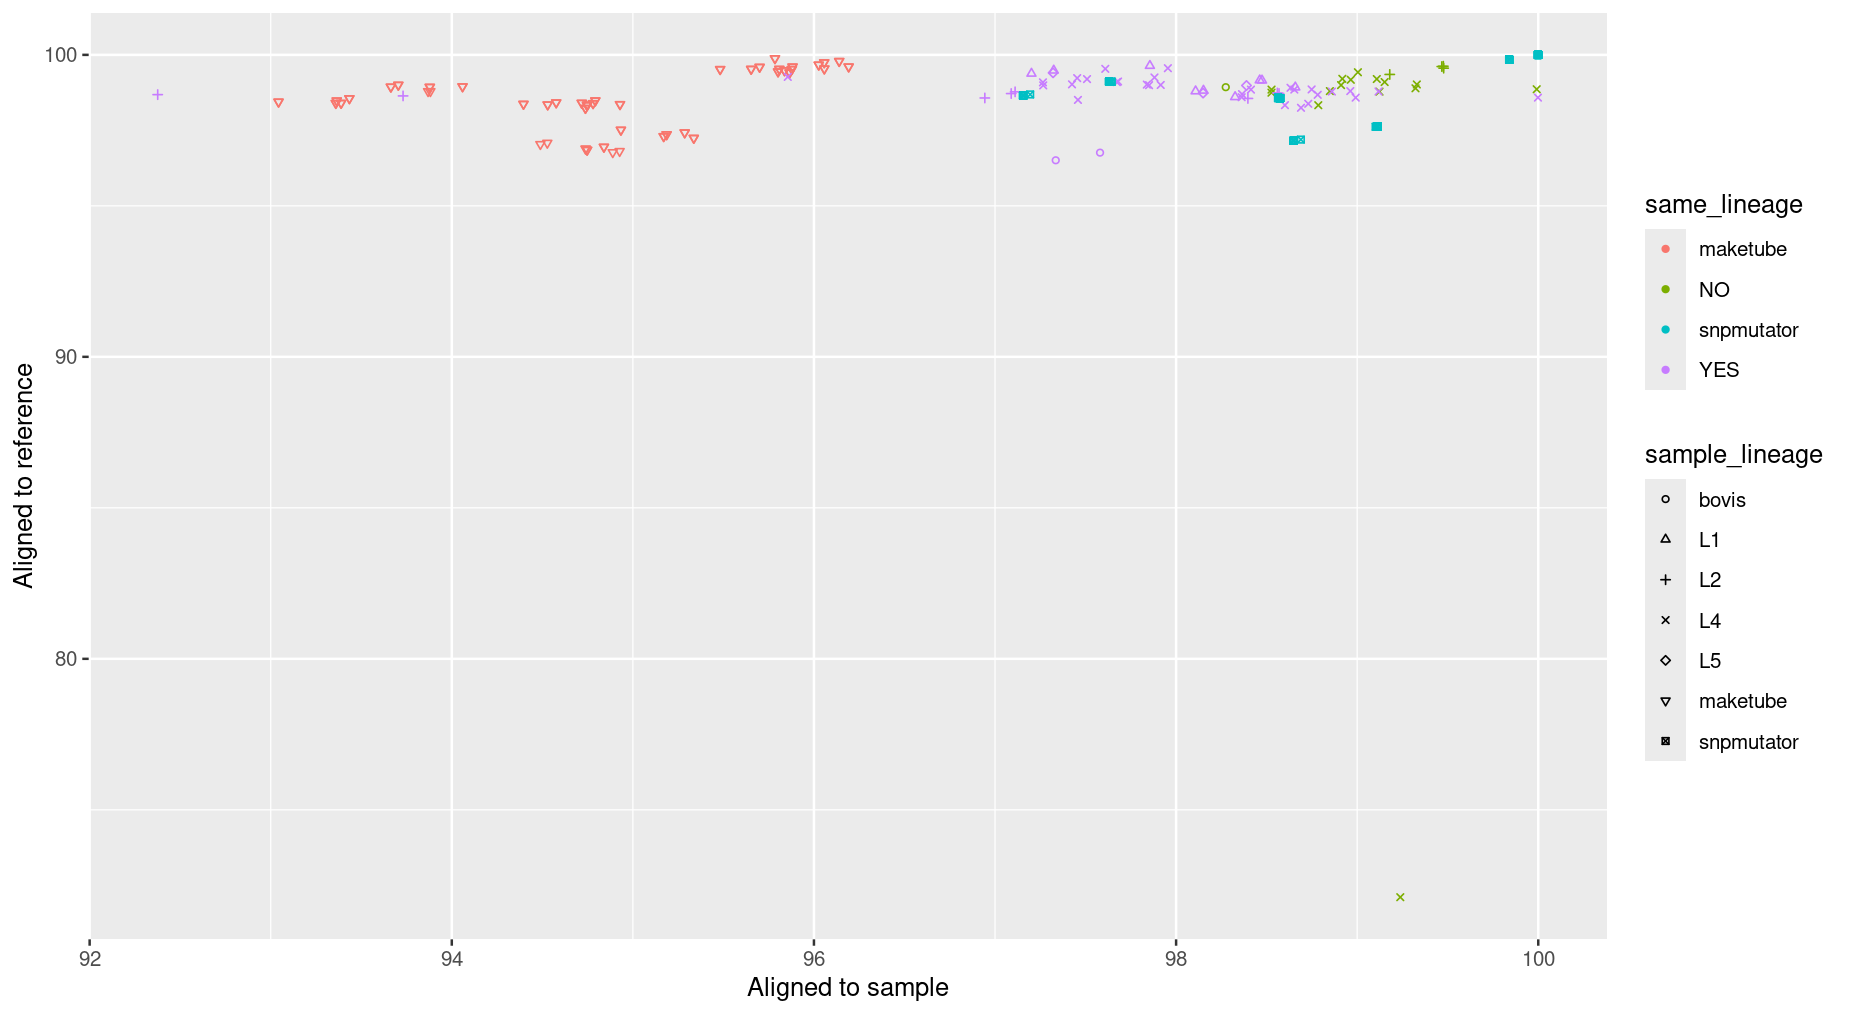 100
90
80
Aligned to reference
92
94
96
98
100
Aligned to sample
same_lineage
maketube
NO
snpmutator
YES
sample_lineage
bovis
L1
L2
L4
L5
maketube
snpmutator